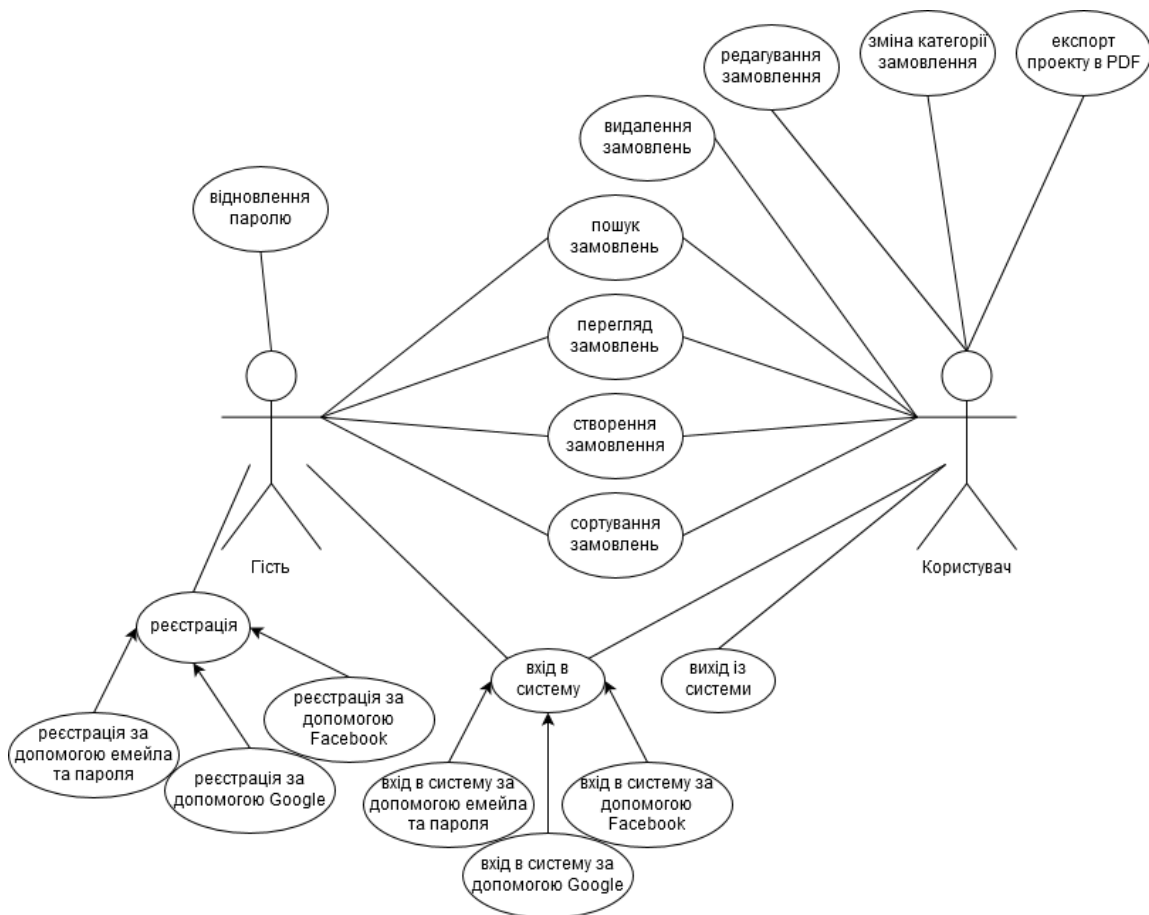 редагування
замовлення
зміна категорії
замовлення
експорт
проекту в PDF
видалення
замовлень
відновлення
паролю
пошук
замовлень
перегляд
замовлень
створення
замовлення
сортування
замовлень
Гість
Користувач
реєстрація
вхід в
систему
вихід із
системи
реєстрація за
допомогою емейла
та пароля
реєстрація за
допомогою Google
реєстрація за
допомогою
Facebook
вхід в систему за
допомогою емейла
та пароля
вхід в систему за
допомогою Google
вхід в систему за
допомогою
Facebook